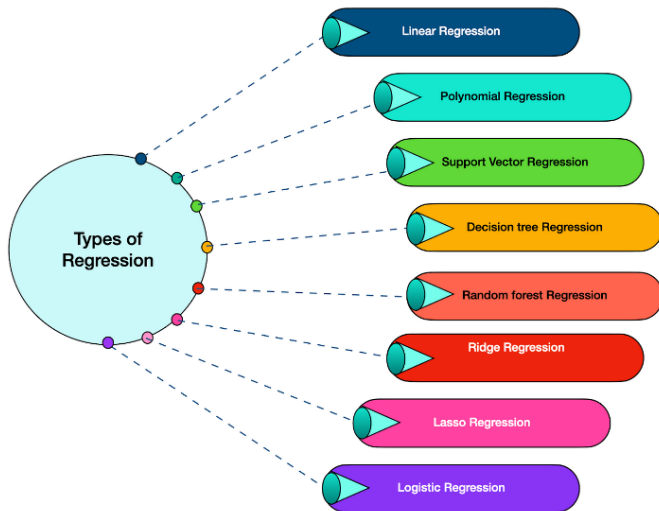 Linear Regression
Polynomial Regression
Support Vector Regression
Types of
Regression
Decision tree Regression
Random forest Regression
Ridge Regression
Lasso Regression
Logistic Regression